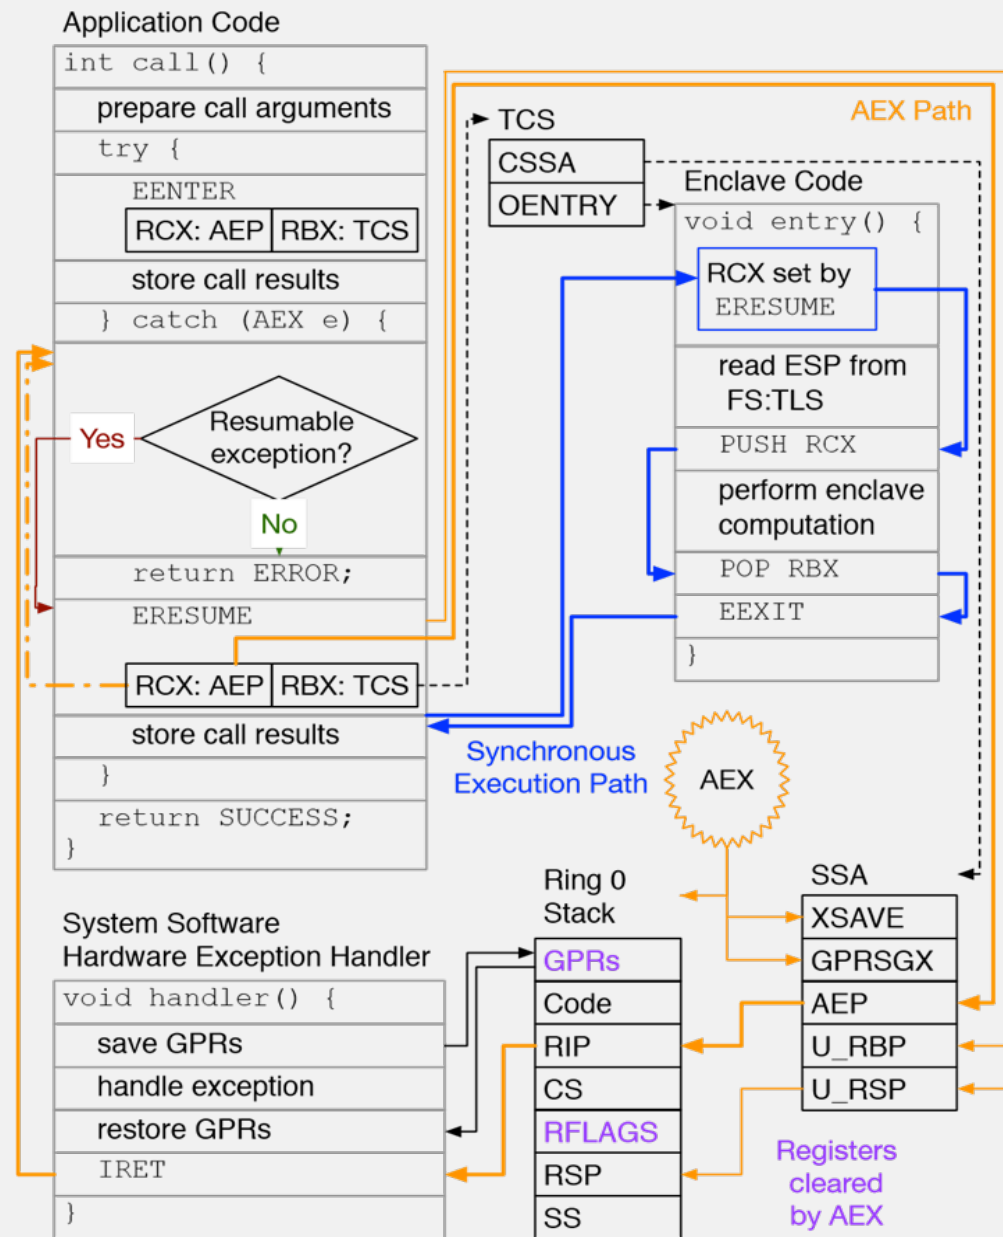 Application Code
int call() {
prepare call arguments
try {
EENTER
RCX: AEP RBX: TCS
store call results
} catch (AEX e) {
Resumable
exception?
Yes
No
return ERROR;
ERESUME
RCX: AEP RBX: TCS
store call results
}
return SUCCESS;
}
TCS
CSSA
OENTRY
AEX Path
Enclave Code
void entry() {
RCX set by
ERESUME
read ESP from
FS:TLS
PUSH RCX
perform enclave
computation
POP RBX
EEXIT
}
Synchronous
Execution Path
AEX
System Software
Hardware Exception Handler
void handler() {
save GPRs
handle exception
restore GPRs
IRET
}
Ring 0
Stack
GPRs
Code
RIP
CS
RFLAGS
RSP
SS
SSA
XSAVE
GPRSGX
AEP
U_RBP
U_RSP
Registers
cleared
by AEX